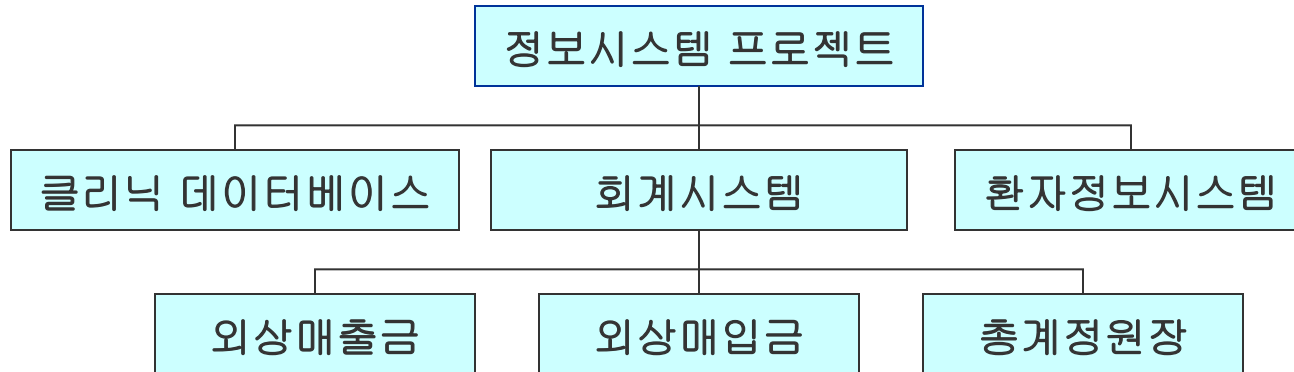 정보시스템 프로젝트
클리닉 데이터베이스
회계시스템
환자정보시스템
외상매출금
외상매입금
총계정원장